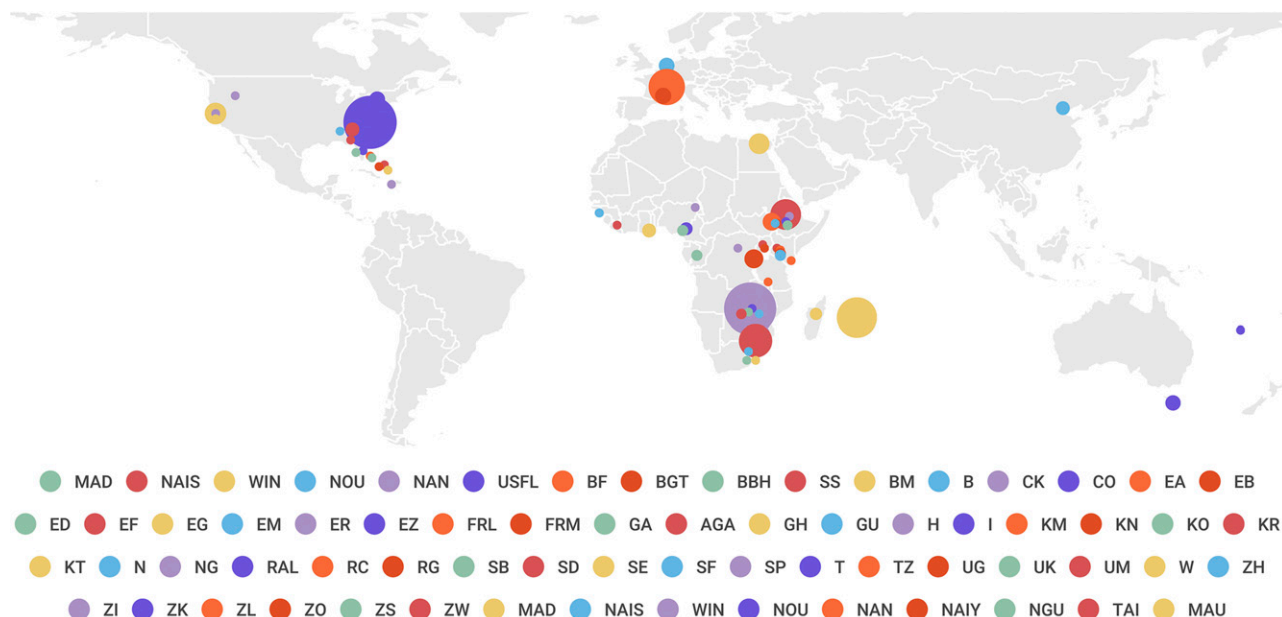 MAD NAIS WIN NOU NAN USFL BF BGT BBH SS BM B CK CO EA EB
ED EF EG EM ER EZ FRL FRM GA AGA GH GU H I KM KN KO KR
KT N NG RAL RC RG SB SD SE SF SP T TZ UG UK UM W ZH
ZI ZK ZL ZO ZS ZW MAD NAIS WIN NOU NAN NAIY NGU TAI MAU